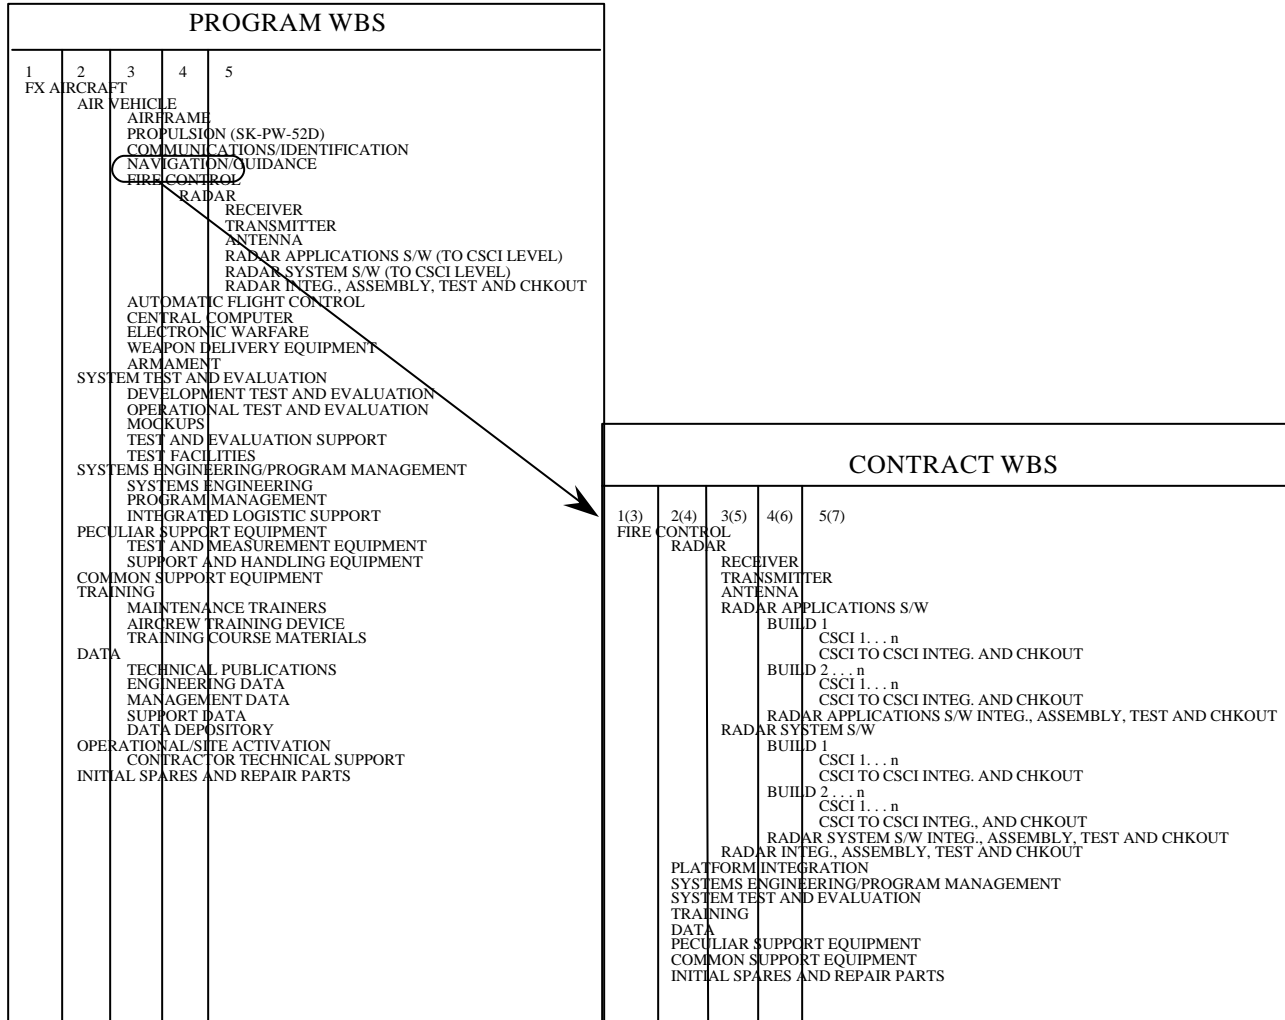 PROGRAM WBS
1 2 3 4 5
FX AIRCRAFT
AIR VEHICLE
AIRFRAME
PROPULSION (SK-PW-52D)
COMMUNICATIONS/IDENTIFICATION
NAVIGATION/GUIDANCE
FIRE CONTROL
RADAR
RECEIVER
TRANSMITTER
ANTENNA
RADAR APPLICATIONS S/W (TO CSCI LEVEL)
RADAR SYSTEM S/W (TO CSCI LEVEL)
RADAR INTEG., ASSEMBLY, TEST AND CHKOUT
AUTOMATIC FLIGHT CONTROL
CENTRAL COMPUTER
ELECTRONIC WARFARE
WEAPON DELIVERY EQUIPMENT
ARMAMENT
SYSTEM TEST AND EVALUATION
DEVELOPMENT TEST AND EVALUATION
OPERATIONAL TEST AND EVALUATION
MOCKUPS
TEST AND EVALUATION SUPPORT
TEST FACILITIES
SYSTEMS ENGINEERING/PROGRAM MANAGEMENT
SYSTEMS ENGINEERING
PROGRAM MANAGEMENT
INTEGRATED LOGISTIC SUPPORT
PECULIAR SUPPORT EQUIPMENT
TEST AND MEASUREMENT EQUIPMENT
SUPPORT AND HANDLING EQUIPMENT
COMMON SUPPORT EQUIPMENT
TRAINING
MAINTENANCE TRAINERS
AIRCREW TRAINING DEVICE
TRAINING COURSE MATERIALS
DATA
TECHNICAL PUBLICATIONS
ENGINEERING DATA
MANAGEMENT DATA
SUPPORT DATA
DATA DEPOSITORY
OPERATIONAL/SITE ACTIVATION
CONTRACTOR TECHNICAL SUPPORT
INITIAL SPARES AND REPAIR PARTS
CONTRACT WBS
1(3) 2(4) 3(5) 4(6) 5(7)
FIRE CONTROL
RADAR
RECEIVER
TRANSMITTER
ANTENNA
RADAR APPLICATIONS S/W
BUILD 1
CSCI 1. . . n
CSCI TO CSCI INTEG. AND CHKOUT
BUILD 2 . . . n
CSCI 1. . . n
CSCI TO CSCI INTEG. AND CHKOUT
RADAR APPLICATIONS S/W INTEG., ASSEMBLY, TEST AND CHKOUT
RADAR SYSTEM S/W
BUILD 1
CSCI 1. . . n
CSCI TO CSCI INTEG. AND CHKOUT
BUILD 2 . . . n
CSCI 1. . . n
CSCI TO CSCI INTEG., AND CHKOUT
RADAR SYSTEM S/W INTEG., ASSEMBLY, TEST AND CHKOUT
RADAR INTEG., ASSEMBLY, TEST AND CHKOUT
PLATFORM INTEGRATION
SYSTEMS ENGINEERING/PROGRAM MANAGEMENT
SYSTEM TEST AND EVALUATION
TRAINING
DATA
PECULIAR SUPPORT EQUIPMENT
COMMON SUPPORT EQUIPMENT
INITIAL SPARES AND REPAIR PARTS